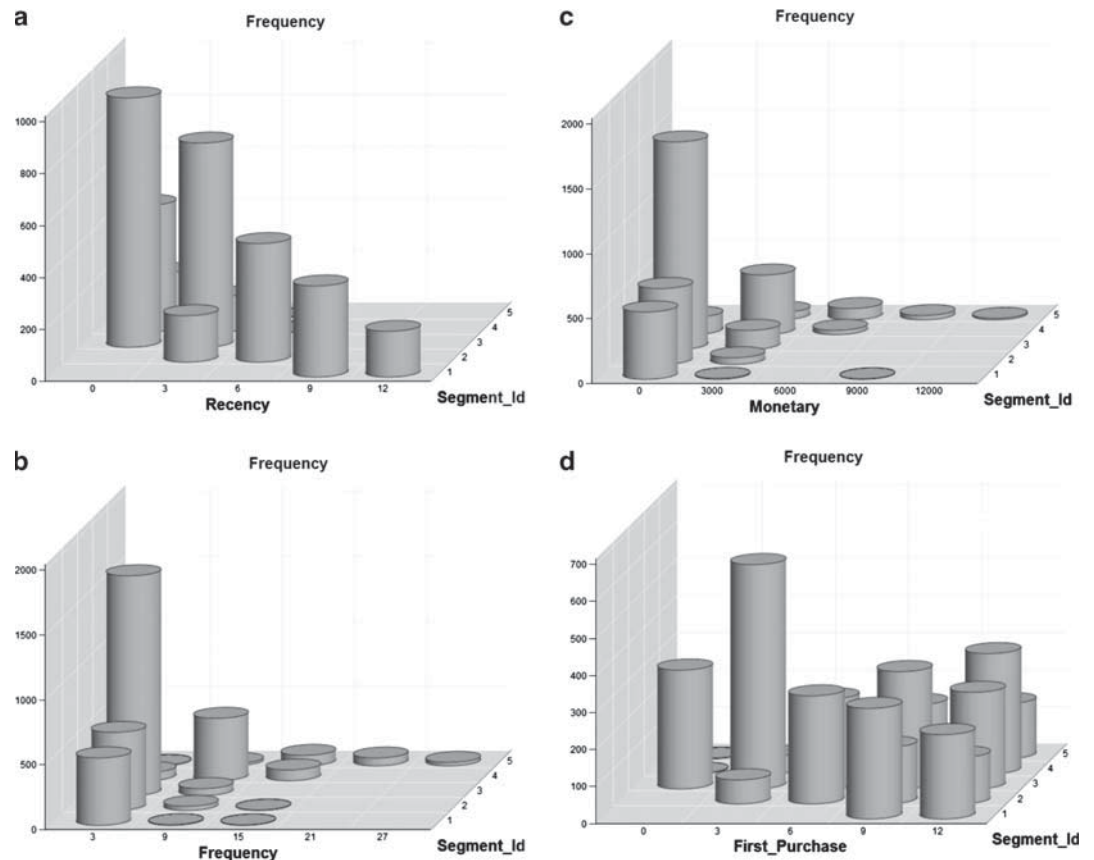 a
Frequency
1000
800
600
400
200
0
0 3 6 9 12
1 2 3 4 5
Recency
Segment_Id
c
Frequency
2000
1500
1000
500
0
0 3000 6000 9000 12000
1 2 3 4 5
Monetary
Segment_Id
b
Frequency
2000
1500
1000
500
0
3 9 15 21 27
1 2 3 4 5
Frequency
Segment_Id
d
Frequency
700
600
500
400
300
200
100
0
0 3 6 9 12
1 2 3 4 5
First_Purchase
Segment_Id